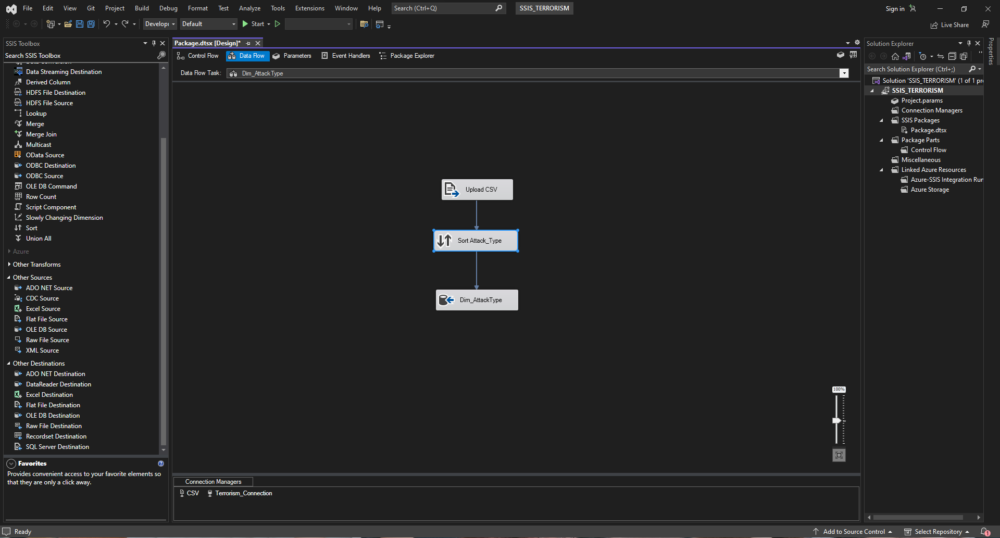 File Edit View Git Project Build Debug Format Test Analyze Tools Extensions Window Help Search (Ctrl+Q) SSIS_TERRORISM Sign in
Developi Default Start Live Share
SSIS Toolbox
Search SSIS Toolbox
Data Streaming Destination
Derived Column
HDFS File Destination
HDFS File Source
Lookup
Merge
Merge Join
Multicast
OData Source
ODBC Destination
ODBC Source
OLE DB Command
Row Count
Script Component
Slowly Changing Dimension
Sort
Union All
Azure
Other Transforms
Other Sources
ADO NET Source
CDC Source
Excel Source
Flat File Source
OLE DB Source
Raw File Source
XML Source
Other Destinations
ADO NET Destination
DataReader Destination
Excel Destination
Flat File Destination
OLE DB Destination
Raw File Destination
Recordset Destination
SQL Server Destination
Favorites
Provides convenient access to your favorite elements so
that they are only a click away.
Package.dtsx [Design]*
Control Flow Data Flow Parameters Event Handlers Package Explorer
Data Flow Task: Dim_AttackType
Upload CSV
Sort Attack_Type
Dim_AttackType
100%
Connection Managers
CSV Terrorism_Connection
Solution Explorer
Search Solution Explorer (Ctrl+;)
Solution 'SSIS_TERRORISM' (1 of 1 pr
SSIS_TERRORISM
Project.params
Connection Managers
SSIS Packages
Package.dtsx
Package Parts
Control Flow
Miscellaneous
Linked Azure Resources
Azure-SSIS Integration Run
Azure Storage
Properties
Ready Add to Source Control Select Repository 1